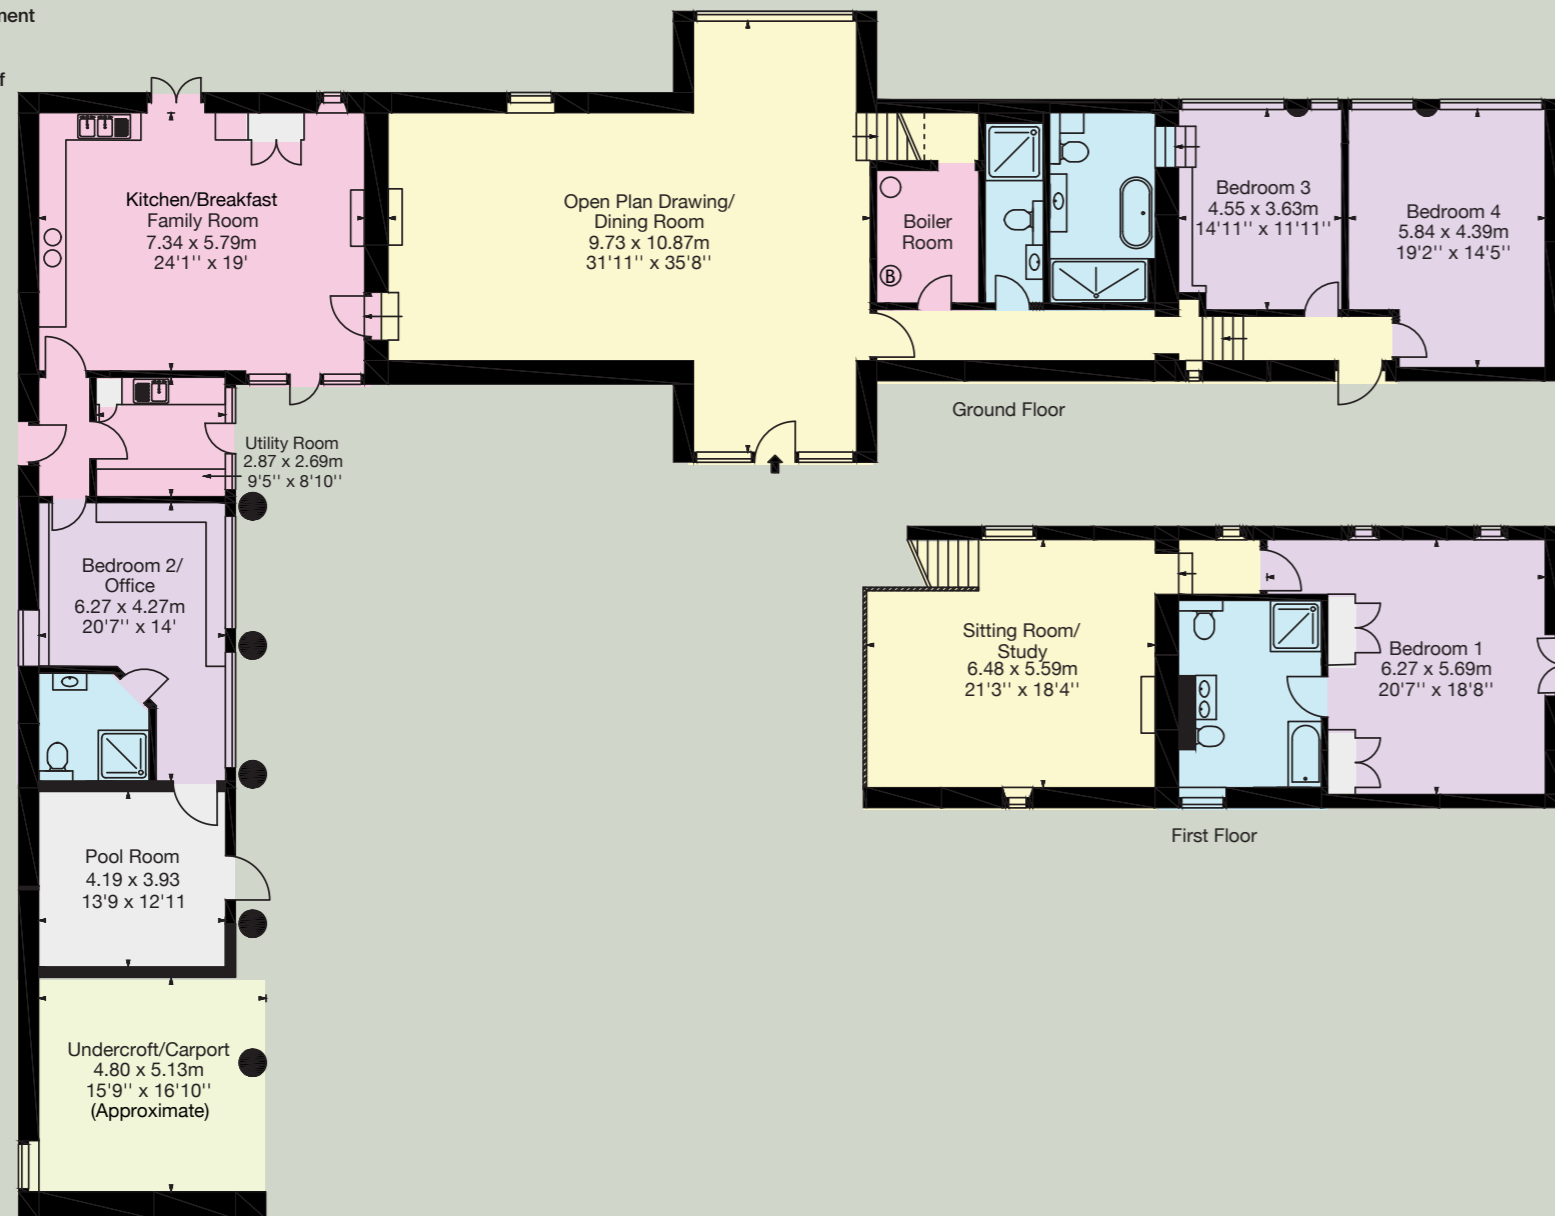 ment
f
Kitchen/Breakfast
Family Room
7.34 x 5.79m
24'1'' x 19'
Open Plan Drawing/
Dining Room
9.73 x 10.87m
31'11'' x 35'8''
Boiler
Room
B
Bedroom 3
4.55 x 3.63m
14'11'' x 11'11''
Bedroom 4
5.84 x 4.39m
19'2'' x 14'5''
Ground Floor
Utility Room
2.87 x 2.69m
9'5'' x 8'10''
Bedroom 2/
Office
6.27 x 4.27m
20'7'' x 14'
Sitting Room/
Study
6.48 x 5.59m
21'3'' x 18'4''
Bedroom 1
6.27 x 5.69m
20'7'' x 18'8''
First Floor
Pool Room
4.19 x 3.93
13'9 x 12'11
Undercroft/Carport
4.80 x 5.13m
15'9'' x 16'10''
(Approximate)